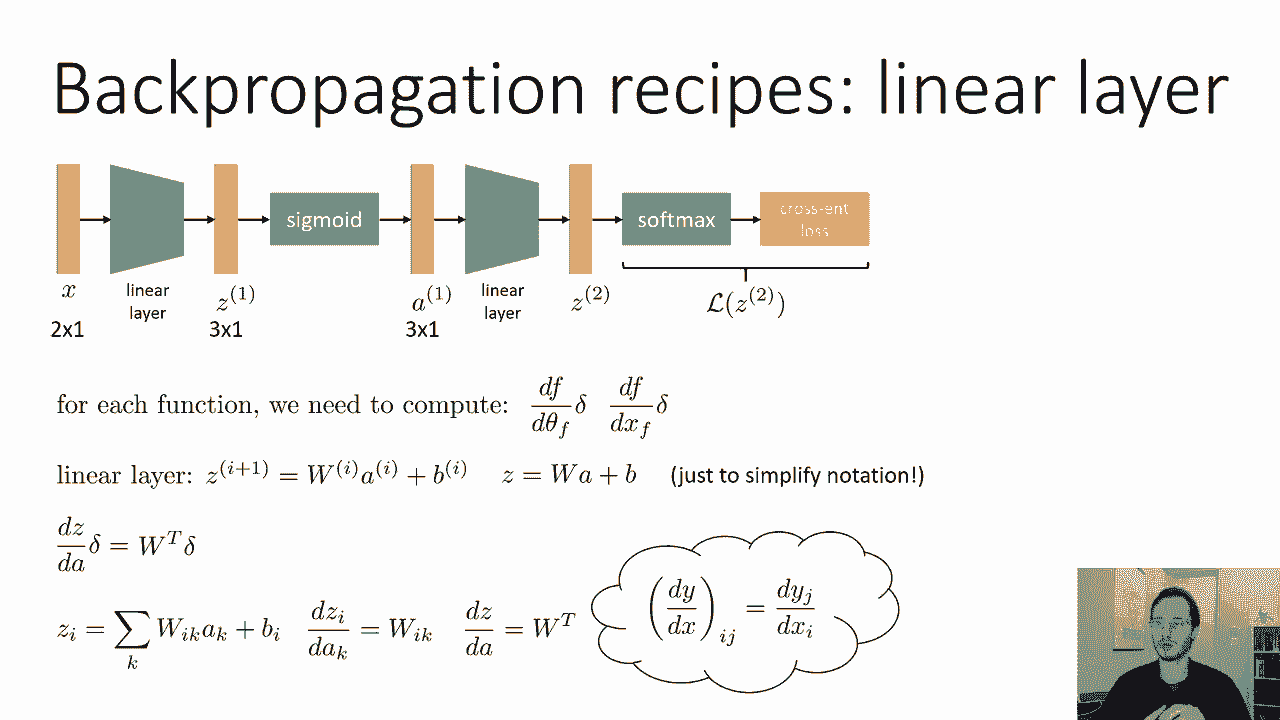 Backpropagation recipes: linear layer
sigmoid
softmax
cross-ent
loss
x
linear
layer
z^{(1)}
a^{(1)}
linear
layer
z^{(2)}
\mathcal{L}(z^{(2)})
2x1
3x1
3x1
for each function, we need to compute: \frac{df}{d\theta_f}\delta \frac{df}{dx_f}\delta
linear layer: z^{(i+1)} = W^{(i)}a^{(i)} + b^{(i)} z = Wa + b (just to simplify notation!)
\frac{dz}{da}\delta = W^T\delta
z_i = \sum_k W_{ik}a_k + b_i \frac{dz_i}{da_k} = W_{ik} \frac{dz}{da} = W^T
\left(\frac{dy}{dx}\right)_{ij} = \frac{dy_j}{dx_i}